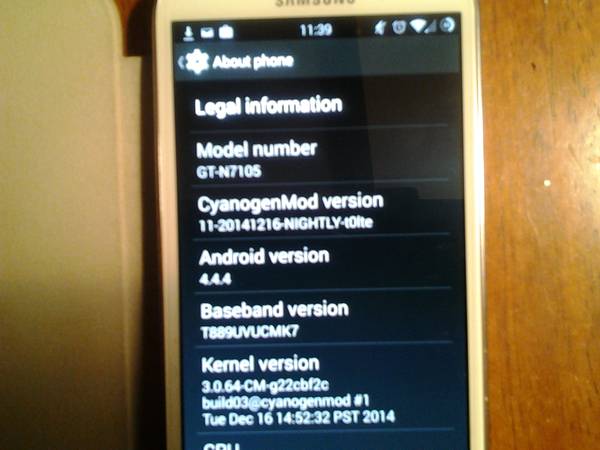 SAMSUNG
11:39
About phone
Legal information
Model number
GT-N7105
CyanogenMod version
11-20141216-NIGHTLY-t0lte
Android version
4.4.4
Baseband version
T889UVUCMK7
Kernel version
3.0.64-CM-g22cbf2c
build03@cyanogenmod #1
Tue Dec 16 14:52:32 PST 2014
CPU